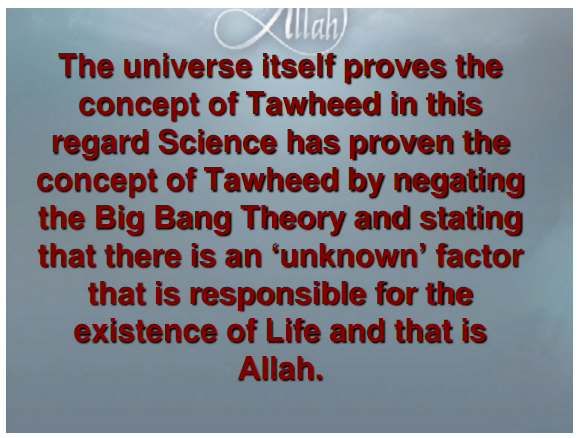 Allah
The universe itself proves the
concept of Tawheed in this
regard Science has proven the
concept of Tawheed by negating
the Big Bang Theory and stating
that there is an ‘unknown’ factor
that is responsible for the
existence of Life and that is
Allah.